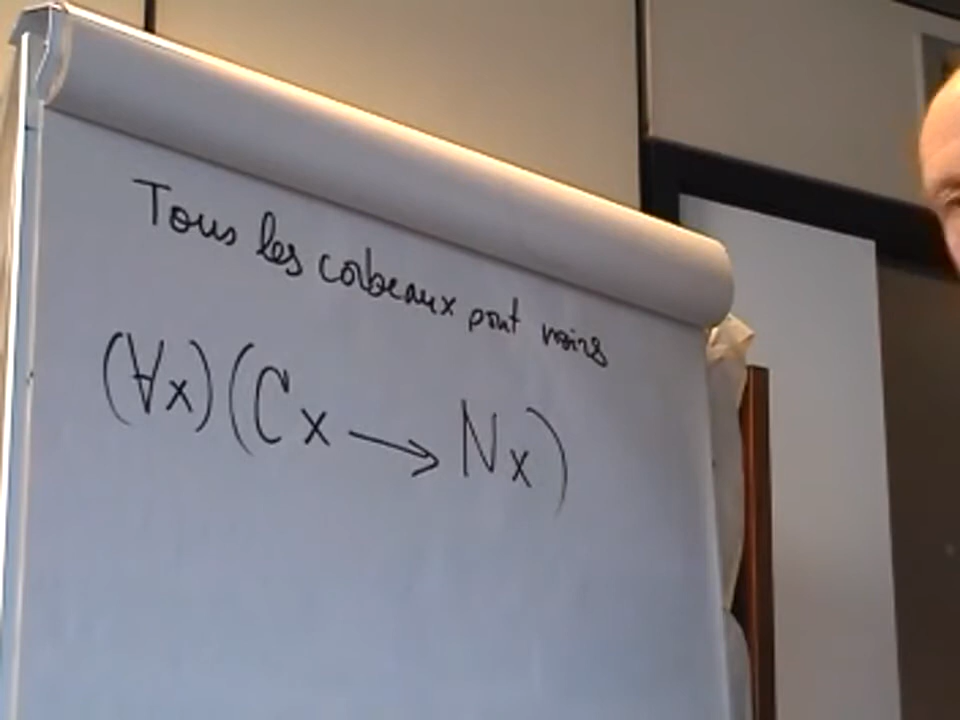 Tous les corbeaux sont noirs
(∀x)(Cx → Nx)